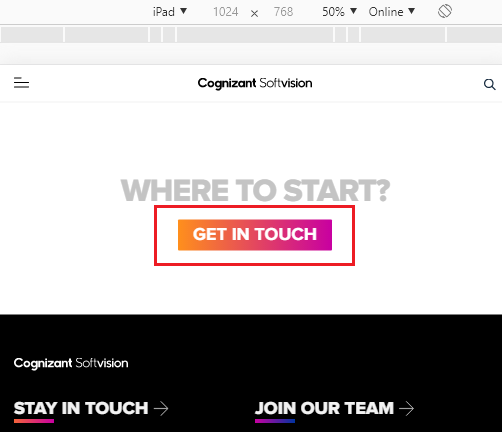 iPad ▼ 1024 × 768 50% ▼ Online ▼
Cognizant Softvision
WHERE TO START?
GET IN TOUCH
Cognizant Softvision
STAY IN TOUCH → JOIN OUR TEAM →